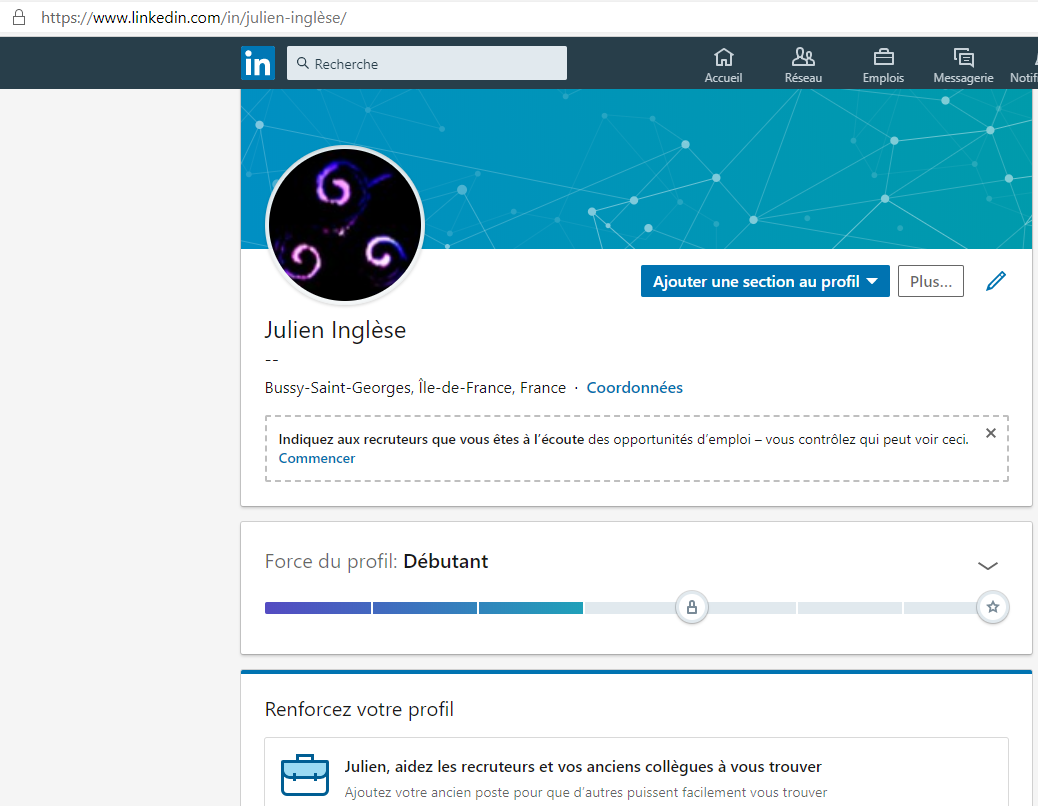 https://www.linkedin.com/in/julien-inglèse/
in
Recherche
Accueil
Réseau
Emplois
Messagerie
Notifi
Ajouter une section au profil
Plus...
Julien Inglèse
--
Bussy-Saint-Georges, Île-de-France, France · Coordonnées
Indiquez aux recruteurs que vous êtes à l’écoute des opportunités d’emploi – vous contrôlez qui peut voir ceci.
Commencer
Force du profil: Débutant
Renforcez votre profil
Julien, aidez les recruteurs et vos anciens collègues à vous trouver
Ajoutez votre ancien poste pour que d’autres puissent facilement vous trouver